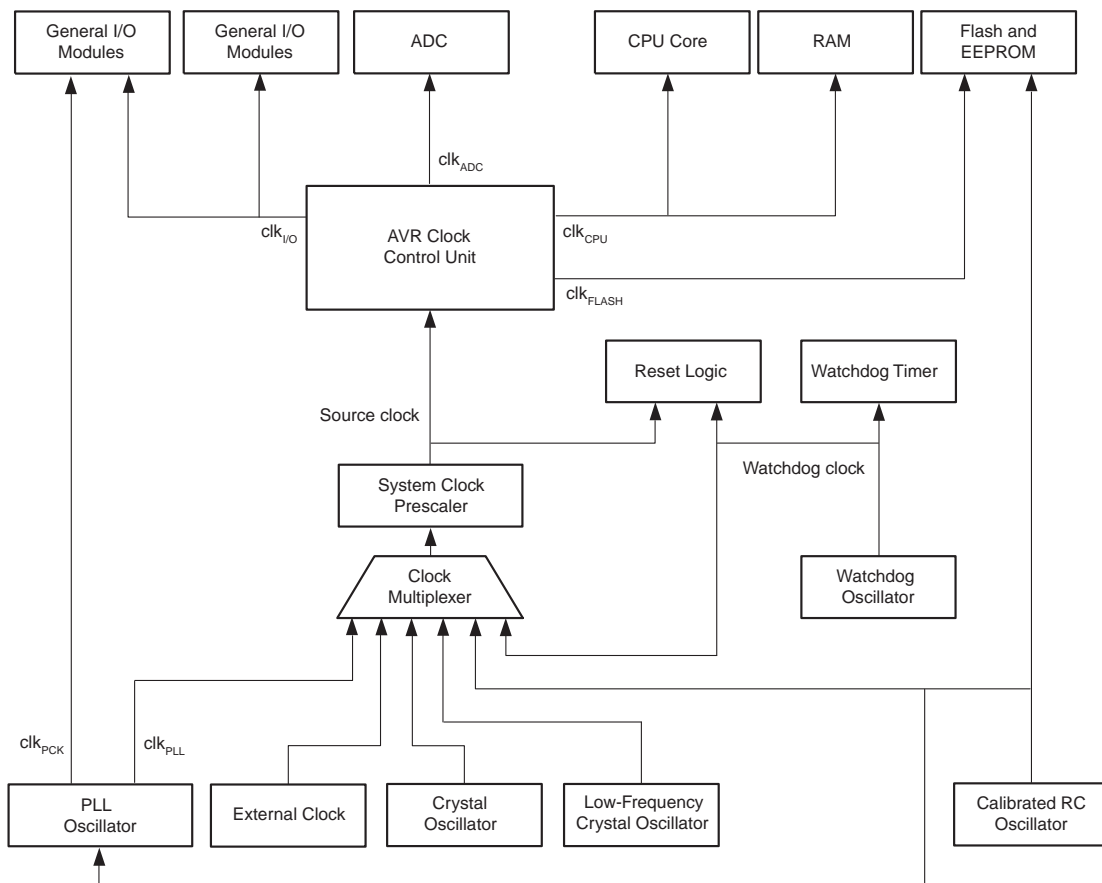 General I/O
Modules
General I/O
Modules
ADC
CPU Core
RAM
Flash and
EEPROM
clkADC
clkI/O
AVR Clock
Control Unit
clkCPU
clkFLASH
Reset Logic
Watchdog Timer
Source clock
Watchdog clock
System Clock
Prescaler
Clock
Multiplexer
Watchdog
Oscillator
clkPCK
clkPLL
PLL
Oscillator
External Clock
Crystal
Oscillator
Low-Frequency
Crystal Oscillator
Calibrated RC
Oscillator